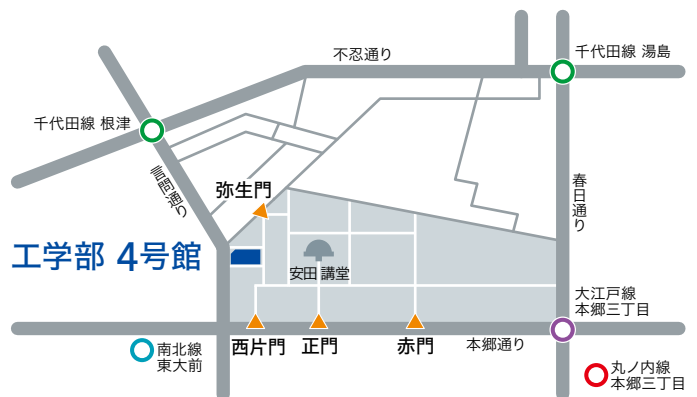 不忍通り
千代田線 湯島
千代田線 根津
言問通り
弥生門
春日通り
工学部 4号館
安田 講堂
大江戸線
本郷三丁目
西片門
正門
赤門
本郷通り
南北線
東大前
丸ノ内線
本郷三丁目